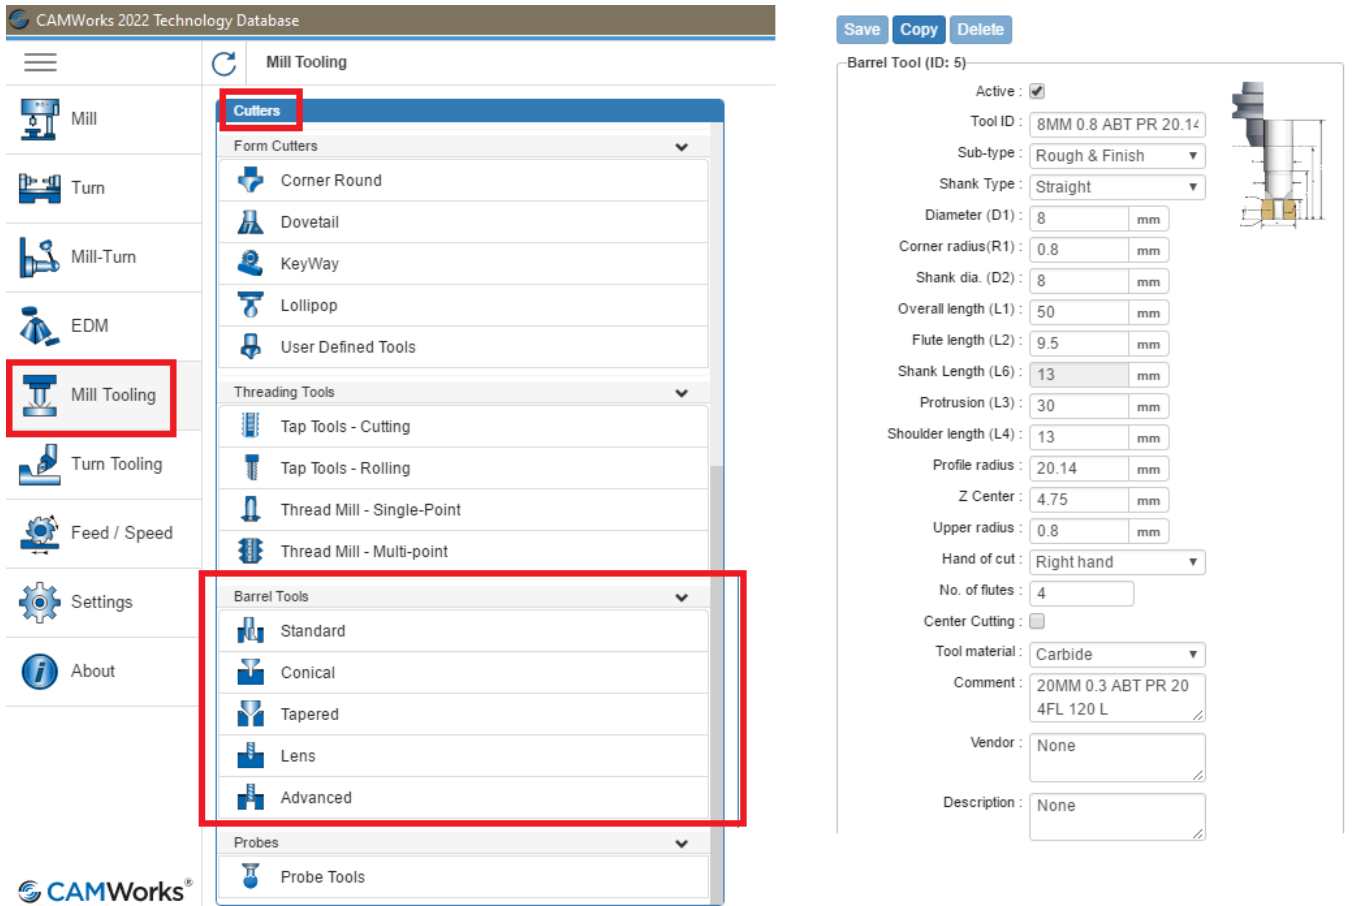 CAMWorks 2022 Technology Database
Mill Tooling
Mill
Turn
Mill-Turn
EDM
Mill Tooling
Turn Tooling
Feed / Speed
Settings
About
CAMWorks®
Cutters
Form Cutters
Corner Round
Dovetail
KeyWay
Lollipop
User Defined Tools
Threading Tools
Tap Tools - Cutting
Tap Tools - Rolling
Thread Mill - Single-Point
Thread Mill - Multi-point
Barrel Tools
Standard
Conical
Tapered
Lens
Advanced
Probes
Probe Tools
Save Copy Delete
Barrel Tool (ID: 5)
Active :
Tool ID : 8MM 0.8 ABT PR 20.14
Sub-type : Rough & Finish
Shank Type : Straight
Diameter (D1) : 8 mm
Corner radius(R1) : 0.8 mm
Shank dia. (D2) : 8 mm
Overall length (L1) : 50 mm
Flute length (L2) : 9.5 mm
Shank Length (L6) : 13 mm
Protrusion (L3) : 30 mm
Shoulder length (L4) : 13 mm
Profile radius : 20.14 mm
Z Center : 4.75 mm
Upper radius : 0.8 mm
Hand of cut : Right hand
No. of flutes : 4
Center Cutting :
Tool material : Carbide
Comment : 20MM 0.3 ABT PR 20
4FL 120 L
Vendor : None
Description : None